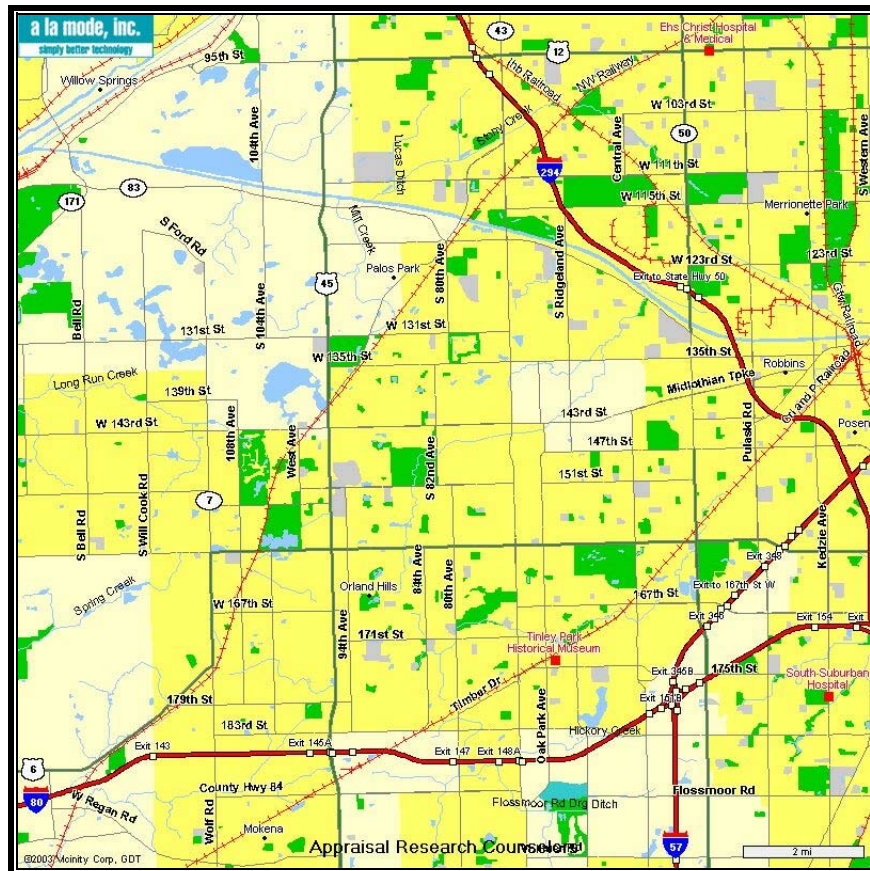 a la mode, inc.
simply better technology
43
12
Ehs Christ Hospital
& Medical
95th St
Willow Springs
Ihb Railroad
NW Railway
W 103rd St
104th Ave
Lucas Ditch
Stony Creek
Central Ave
50
S Western Ave
294
W 111th St
83
171
W 115th St
Merrionette Park
S Ford Rd
Mill Creek
S 80th Ave
W 123rd St
123rd St
45
Palos Park
S Ridgeland Ave
Exit to State Hwy 50
Bell Rd
S 104th Ave
131st St
W 131st St
Gtw Railroad
W 135th St
135th St
Long Run Creek
139th St
Midlothian Tpke
Robbins
Cri and P Railroad
W 143rd St
108th Ave
West Ave
143rd St
Pulaski Rd
Posen
S 82nd Ave
147th St
151st St
7
S Bell Rd
S Will Cook Rd
Kedzie Ave
Exit 348
Spring Creek
84th Ave
80th Ave
Exit to 167th St W
Orland Hills
W 167th St
167th St
Exit 346
Exit 154
Exit
94th Ave
171st St
Tinley Park
Historical Museum
Exit 345B
175th St
South Suburban
Hospital
179th St
Timber Dr
Exit 151B
183rd St
Oak Park Ave
Hickory Creek
Exit 143
Exit 145A
Exit 147
Exit 148A
6
80
County Hwy 84
Flossmoor Rd
W Regan Rd
Wolf Rd
Flossmoor Rd Drg Ditch
Mokena
Appraisal Research Counselors
57
2 mi
©2003 Vicinity Corp, GDT